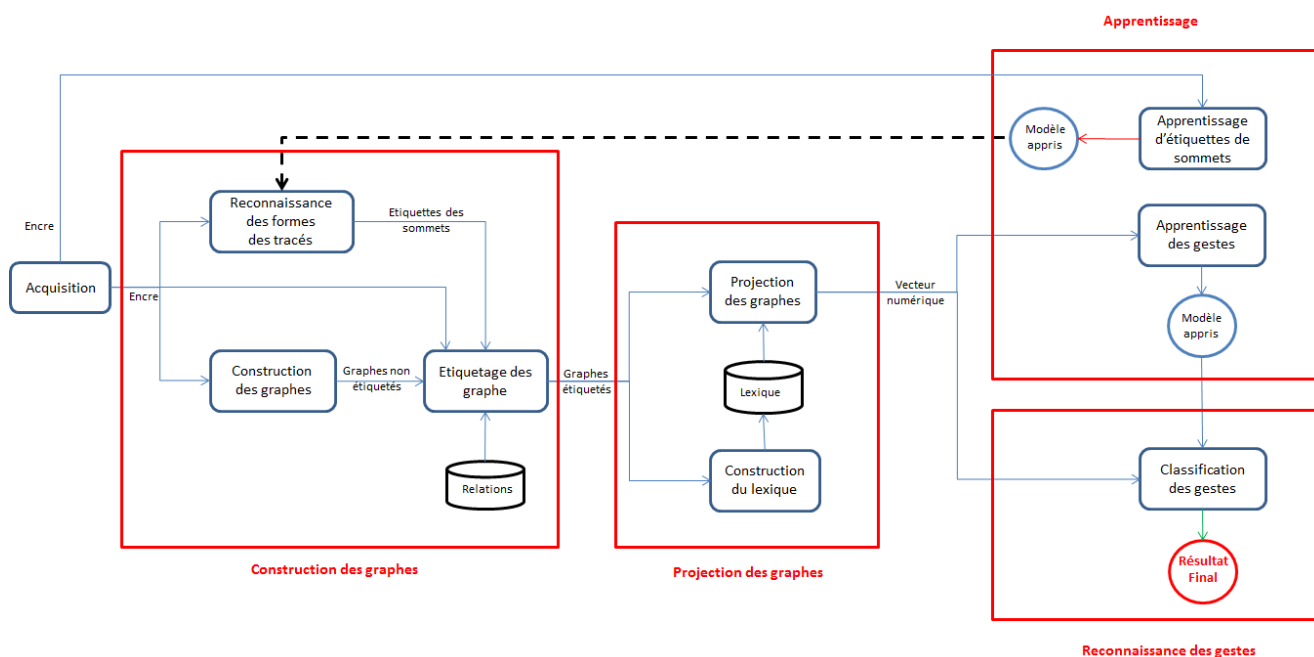 Apprentissage
Modèle
appris
Apprentissage
d'étiquettes de
sommets
Reconnaissance
des formes
des tracés
Etiquettes des
sommets
Encre
Apprentissage
des gestes
Acquisition
Encre
Projection
des graphes
Vecteur
numérique
Modèle
appris
Construction
des graphes
Graphes non
étiquetés
Etiquetage des
graphe
Graphes
étiquetés
Lexique
Relations
Construction
du lexique
Classification
des gestes
Résultat
Final
Construction des graphes
Projection des graphes
Reconnaissance des gestes